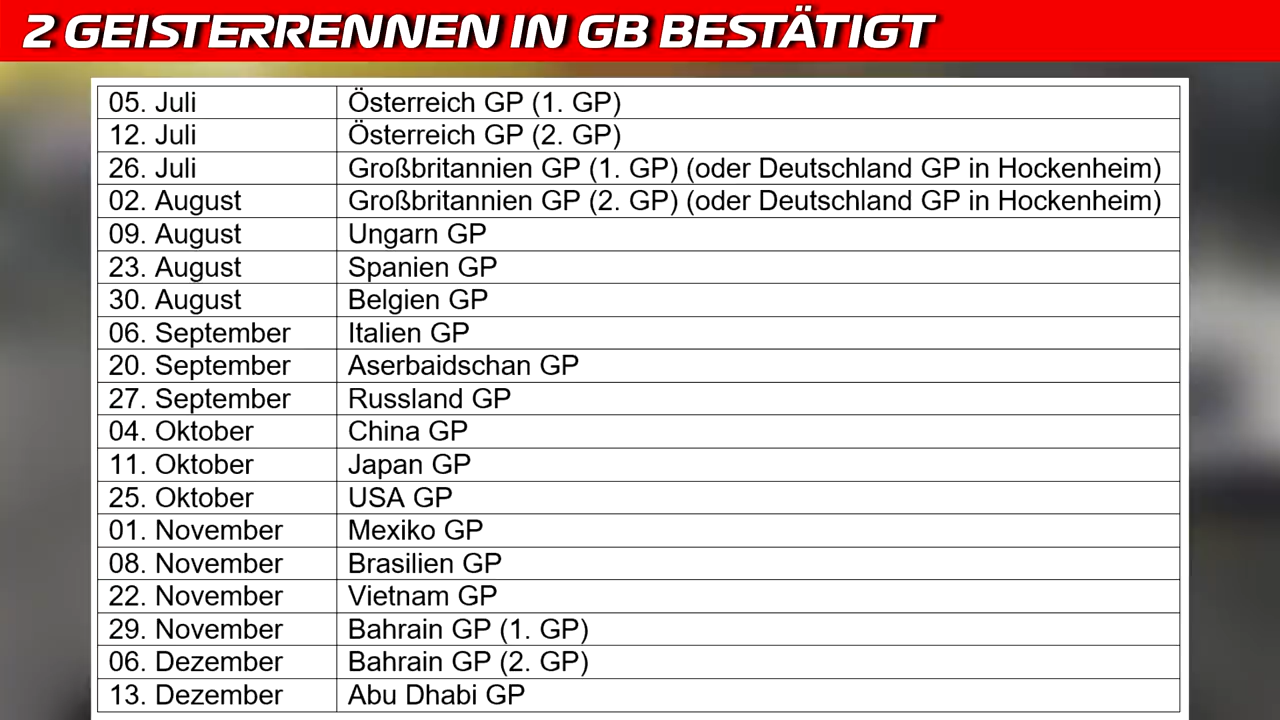 2 GEISTERRENNEN IN GB BESTÄTIGT
05. Juli Österreich GP (1. GP)
12. Juli Österreich GP (2. GP)
26. Juli Großbritannien GP (1. GP) (oder Deutschland GP in Hockenheim)
02. August Großbritannien GP (2. GP) (oder Deutschland GP in Hockenheim)
09. August Ungarn GP
23. August Spanien GP
30. August Belgien GP
06. September Italien GP
20. September Aserbaidschan GP
27. September Russland GP
04. Oktober China GP
11. Oktober Japan GP
25. Oktober USA GP
01. November Mexiko GP
08. November Brasilien GP
22. November Vietnam GP
29. November Bahrain GP (1. GP)
06. Dezember Bahrain GP (2. GP)
13. Dezember Abu Dhabi GP